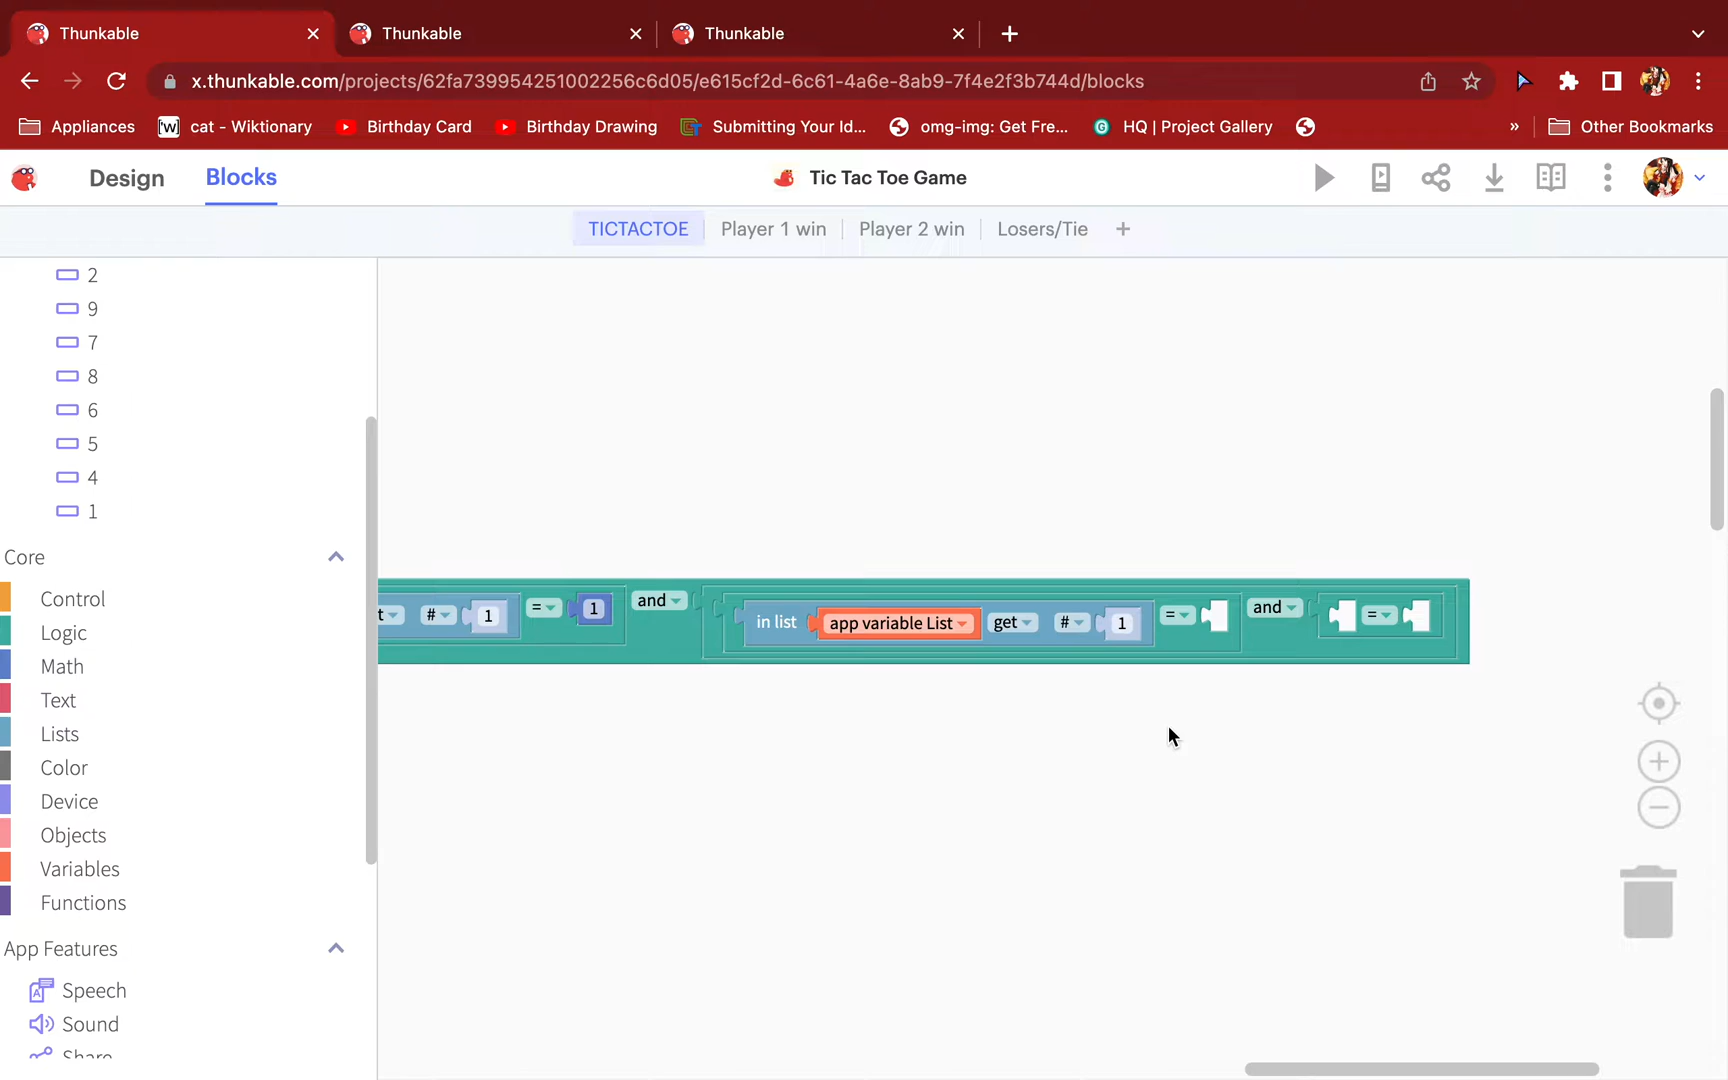 Thunkable
Thunkable
Thunkable
x.thunkable.com/projects/62fa739954251002256c6d05/e615cf2d-6c61-4a6e-8ab9-7f4e2f3b744d/blocks
Appliances
cat - Wiktionary
Birthday Card
Birthday Drawing
Submitting Your Id...
omg-img: Get Fre...
HQ | Project Gallery
»
Other Bookmarks
Design
Blocks
Tic Tac Toe Game
TICTACTOE
Player 1 win
Player 2 win
Losers/Tie
+
2
9
7
8
6
5
4
1
Core
Control
Logic
Math
Text
Lists
Color
Device
Objects
Variables
Functions
App Features
Speech
Sound
Share
t # 1 = 1 and in list app variable List get # 1 = and =